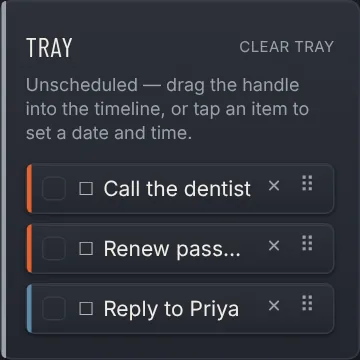 TRAY
CLEAR TRAY
Unscheduled — drag the handle
into the timeline, or tap an item to
set a date and time.
☐ Call the dentist ×
☐ Renew pass... ×
☐ Reply to Priya ×